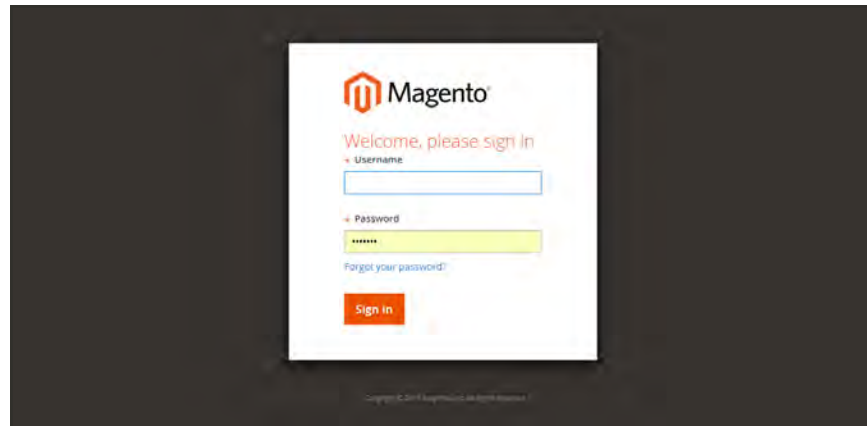 Magento
Welcome, please sign in
* Username
* Password
•••••••
Forgot your password?
Sign in